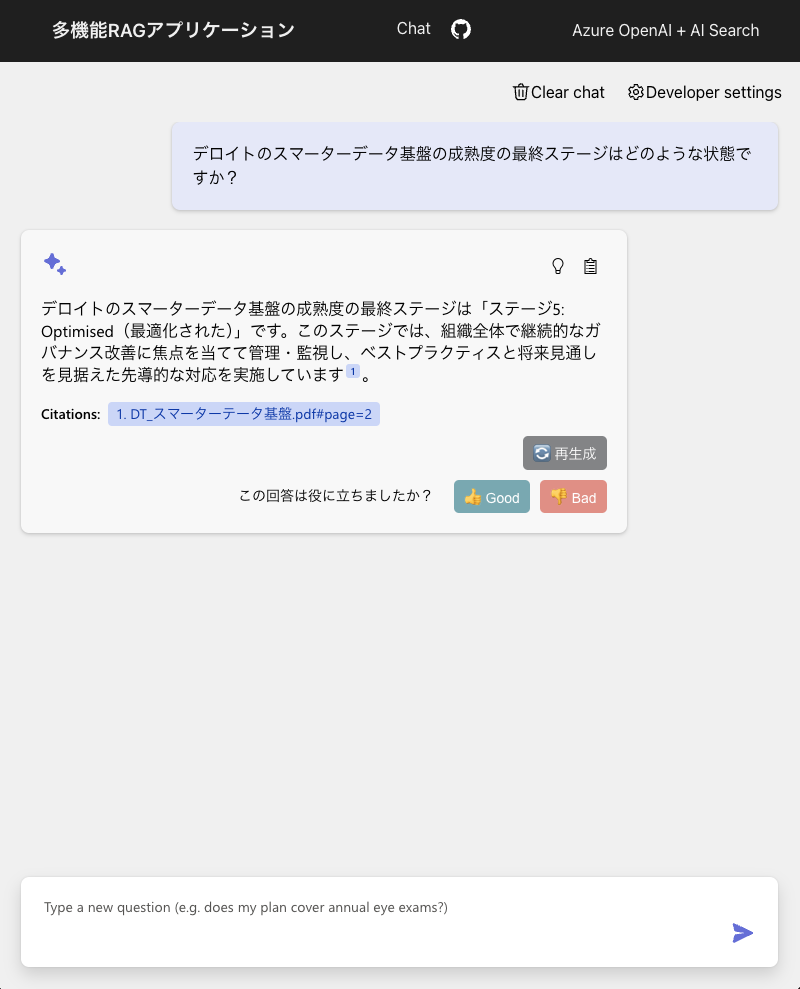 多機能RAGアプリケーション
Chat
Azure OpenAI + AI Search
Clear chat
Developer settings
デロイトのスマーターデータ基盤の成熟度の最終ステージはどのような状態で
すか？
デロイトのスマーターデータ基盤の成熟度の最終ステージは「ステージ5:
Optimised（最適化された）」です。このステージでは、組織全体で継続的なガ
バナンス改善に焦点を当てて管理・監視し、ベストプラクティスと将来見通し
を見据えた先導的な対応を実施しています 1 。
Citations: 1. DT_スマーターテータ基盤.pdf#page=2
再生成
この回答は役に立ちましたか？ Good Bad
Type a new question (e.g. does my plan cover annual eye exams?)